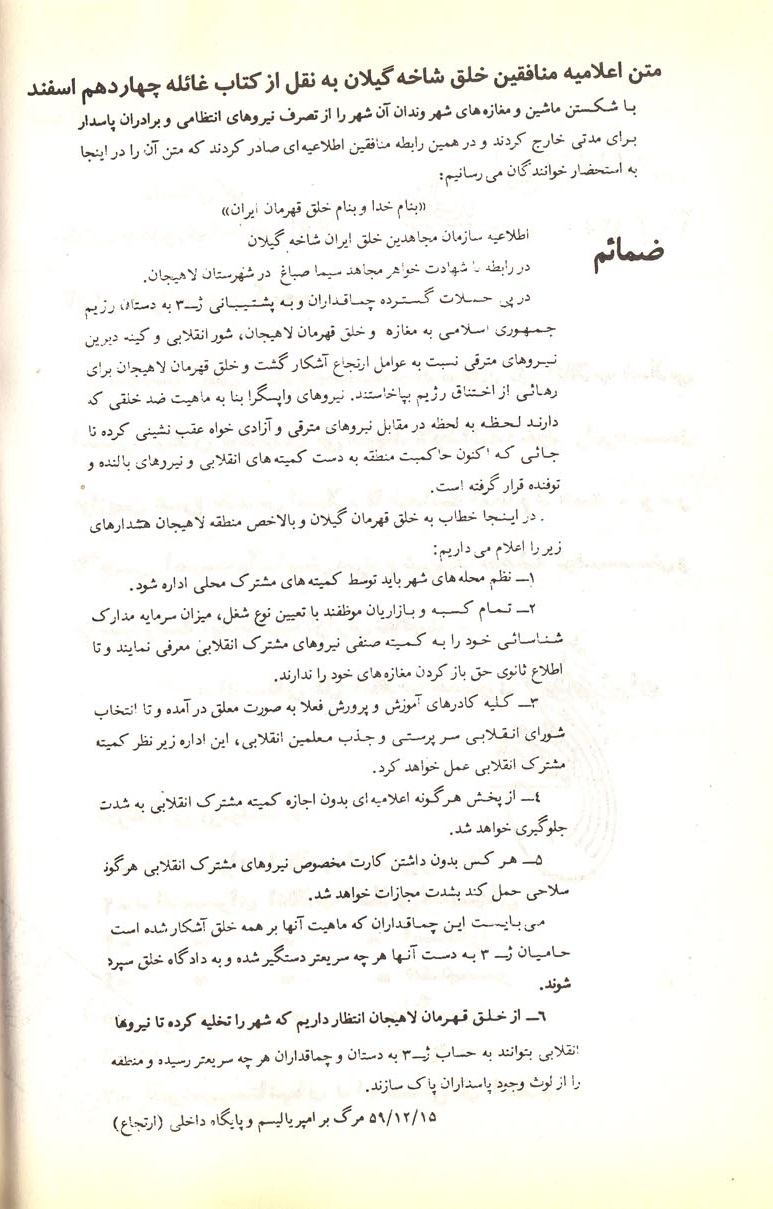 متن اعلامیه منافقین خلق شاخه گیلان به نقل از کتاب غائله چهاردهم اسفند
با شکستن ماشین و مغازه های شهر وندان آن شهر را از تصرف نیروهای انتظامی و برادران پاسدار
برای مدتی خارج کردند و در همین رابطه منافقین اطلاعیه ای صادر کردند که متن آن را در اینجا
به استحضار خوانندگان می رسانیم:
«بنام خدا و بنام خلق قهرمان ایران»
اطلاعیه سازمان مجاهدین خلق ایران شاخه گیلان
ضمائم
در رابطه با شهادت خواهر مجاهد سیما صباغ در شهرستان لاهیجان.
در پی حملات گسترده چماقداران و به پشتیبانی ژ–۳ به دستان رژیم
جمهوری اسلامی به مغازه و خلق قهرمان لاهیجان، شور انقلابی و کینه دیرین
نیروهای مترقی نسبت به عوامل ارتجاع آشکار گشت و خلق قهرمان لاهیجان برای
رهائی از اختناق رژیم بپاخاستند. نیروهای واپسگرا بنا به ماهیت ضد خلقی که
دارند لحظه به لحظه در مقابل نیروهای مترقی و آزادی خواه عقب نشینی کرده تا
جائی که اکنون حاکمیت منطقه به دست کمیته های انقلابی و نیروهای بالنده و
توفنده قرار گرفته است.
در اینجا خطاب به خلق قهرمان گیلان و بالاخص منطقه لاهیجان هشدارهای
زیر را اعلام می داریم:
۱– نظم محله های شهر باید توسط کمیته های مشترک محلی اداره شود.
۲– تمام کسبه و بازاریان موظفند با تعیین نوع شغل، میزان سرمایه مدارک
شناسائی خود را به کمیته صنفی نیروهای مشترک انقلابی معرفی نمایند و تا
اطلاع ثانوی حق باز کردن مغازه های خود را ندارند.
۳– کلیه کادرهای آموزش و پرورش فعلا به صورت معلق در آمده و تا انتخاب
شورای انقلابی سر پرستی و جذب معلمین انقلابی، این اداره زیر نظر کمیته
مشترک انقلابی عمل خواهد کرد.
٤– از پخش هرگونه اعلامیه ای بدون اجازه کمیته مشترک انقلابی به شدت
جلوگیری خواهد شد.
۵– هر کس بدون داشتن کارت مخصوص نیروهای مشترک انقلابی هرگونه
سلاحی حمل کند بشدت مجازات خواهد شد.
می بایست این چماقداران که ماهیت آنها بر همه خلق آشکار شده است
حامیان ژ– ۳ به دست آنها هر چه سریعتر دستگیر شده و به دادگاه خلق سپرده
شوند.
٦– از خلق قهرمان لاهیجان انتظار داریم که شهر را تخلیه کرده تا نیروهای
انقلابی بتوانند به حساب ژ–۳ به دستان و چماقداران هر چه سریعتر رسیده و منطقه
را از لوث وجود پاسداران پاک سازند.
۵۹/۱۲/۱۵ مرگ بر امپریالیسم و پایگاه داخلی (ارتجاع)